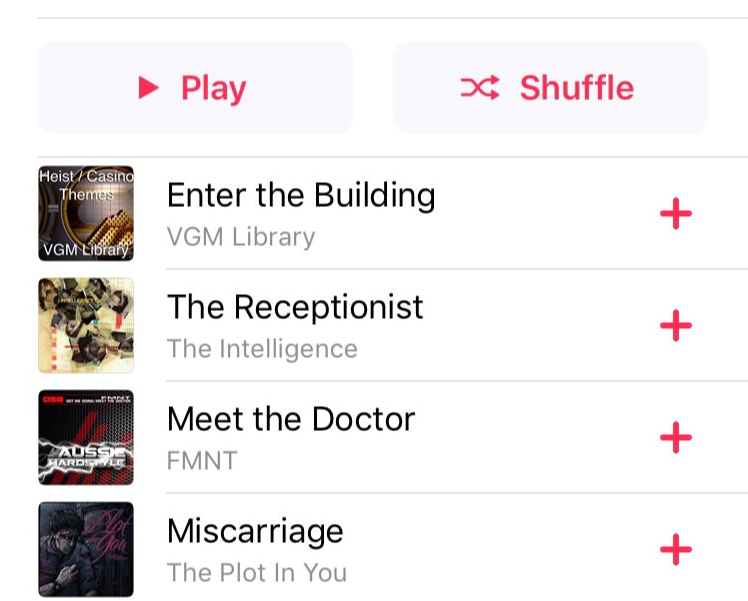 Play
Shuffle
Heist / Casino
Themes
VGM Library
Enter the Building
VGM Library
The Receptionist
The Intelligence
AUSSIE
HARDSTYLE
Meet the Doctor
FMNT
Plot
You
Miscarriage
The Plot In You